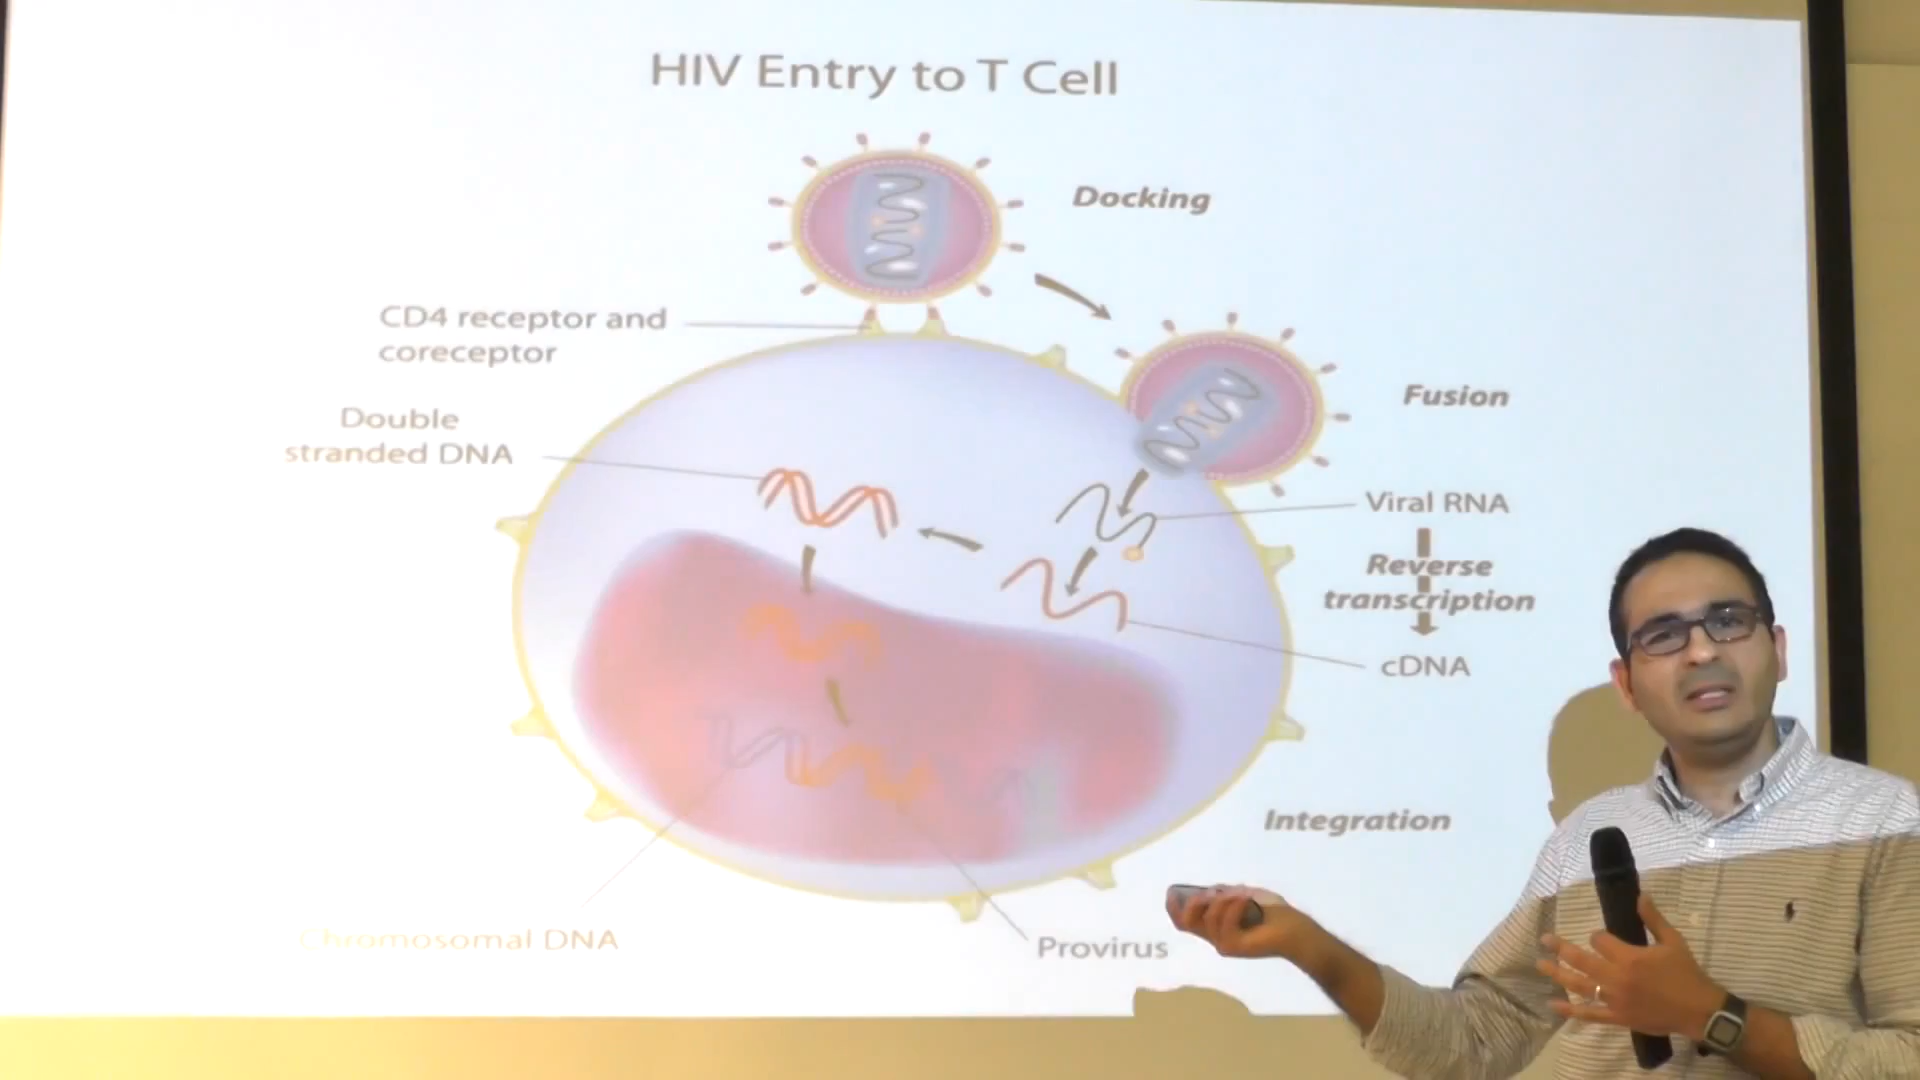 HIV Entry to T Cell
Docking
CD4 receptor and
coreceptor
Fusion
Double
stranded DNA
Viral RNA
Reverse
transcription
cDNA
Integration
Chromosomal DNA
Provirus